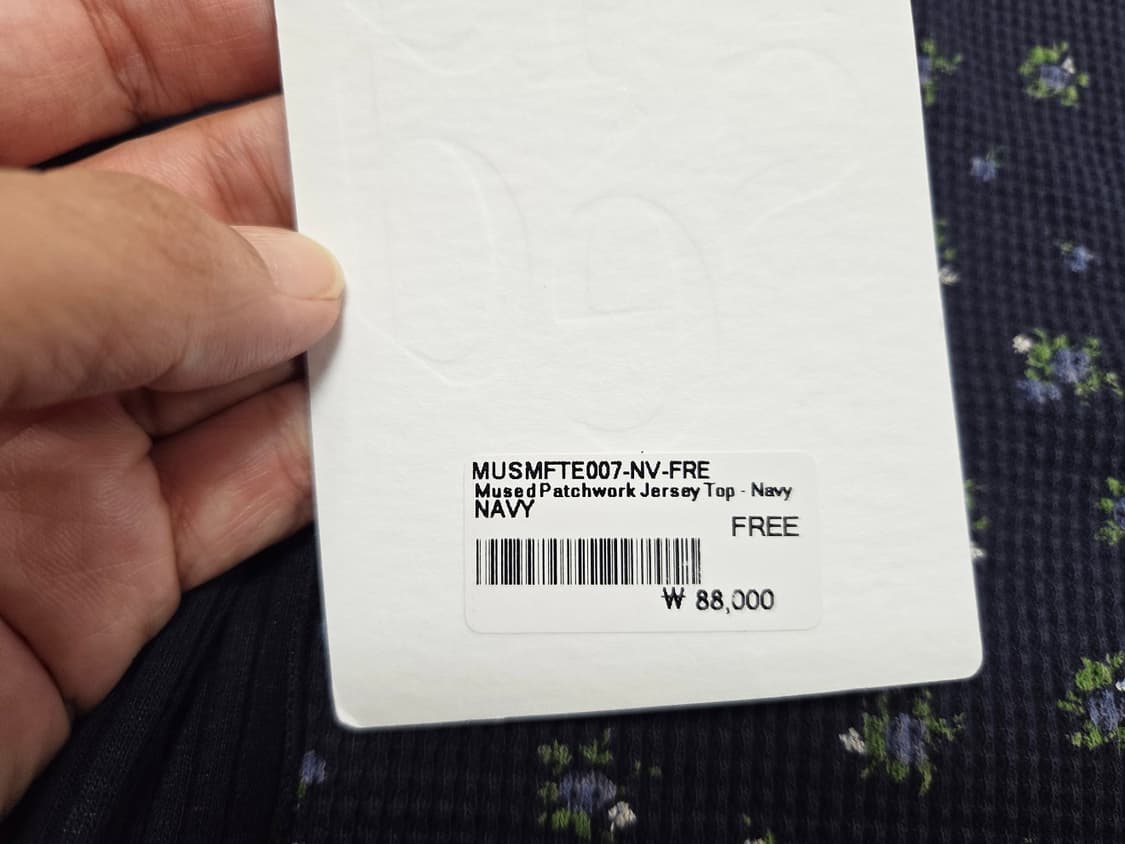 MUSMFTE007-NV-FRE
Mused Patchwork Jersey Top - Navy
NAVY
FREE
₩ 88,000